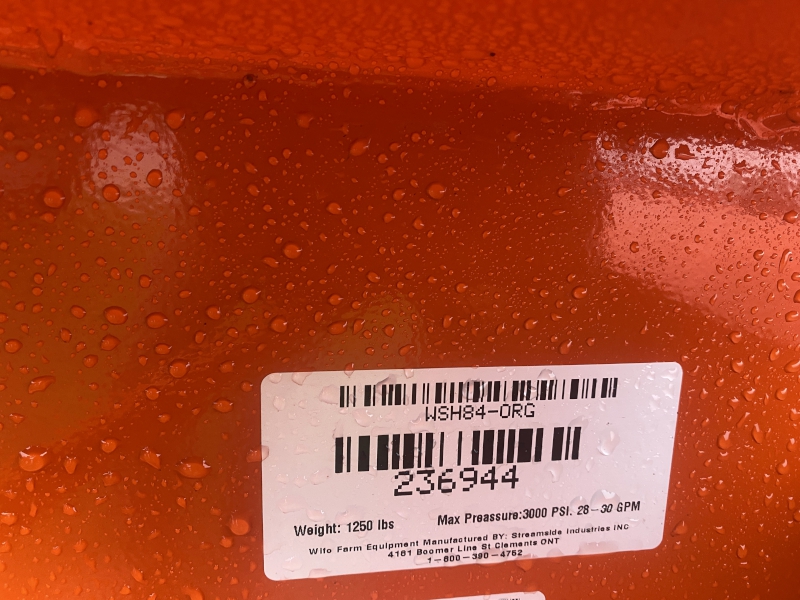 WSH84-ORG
236944
Weight: 1250 lbs Max Preassure:3000 PSI. 28-30 GPM
Wifo Farm Equipment Manufactured BY: Streamside Industries INC
4161 Boomer Line St Clements ONT
1-800-390-4752